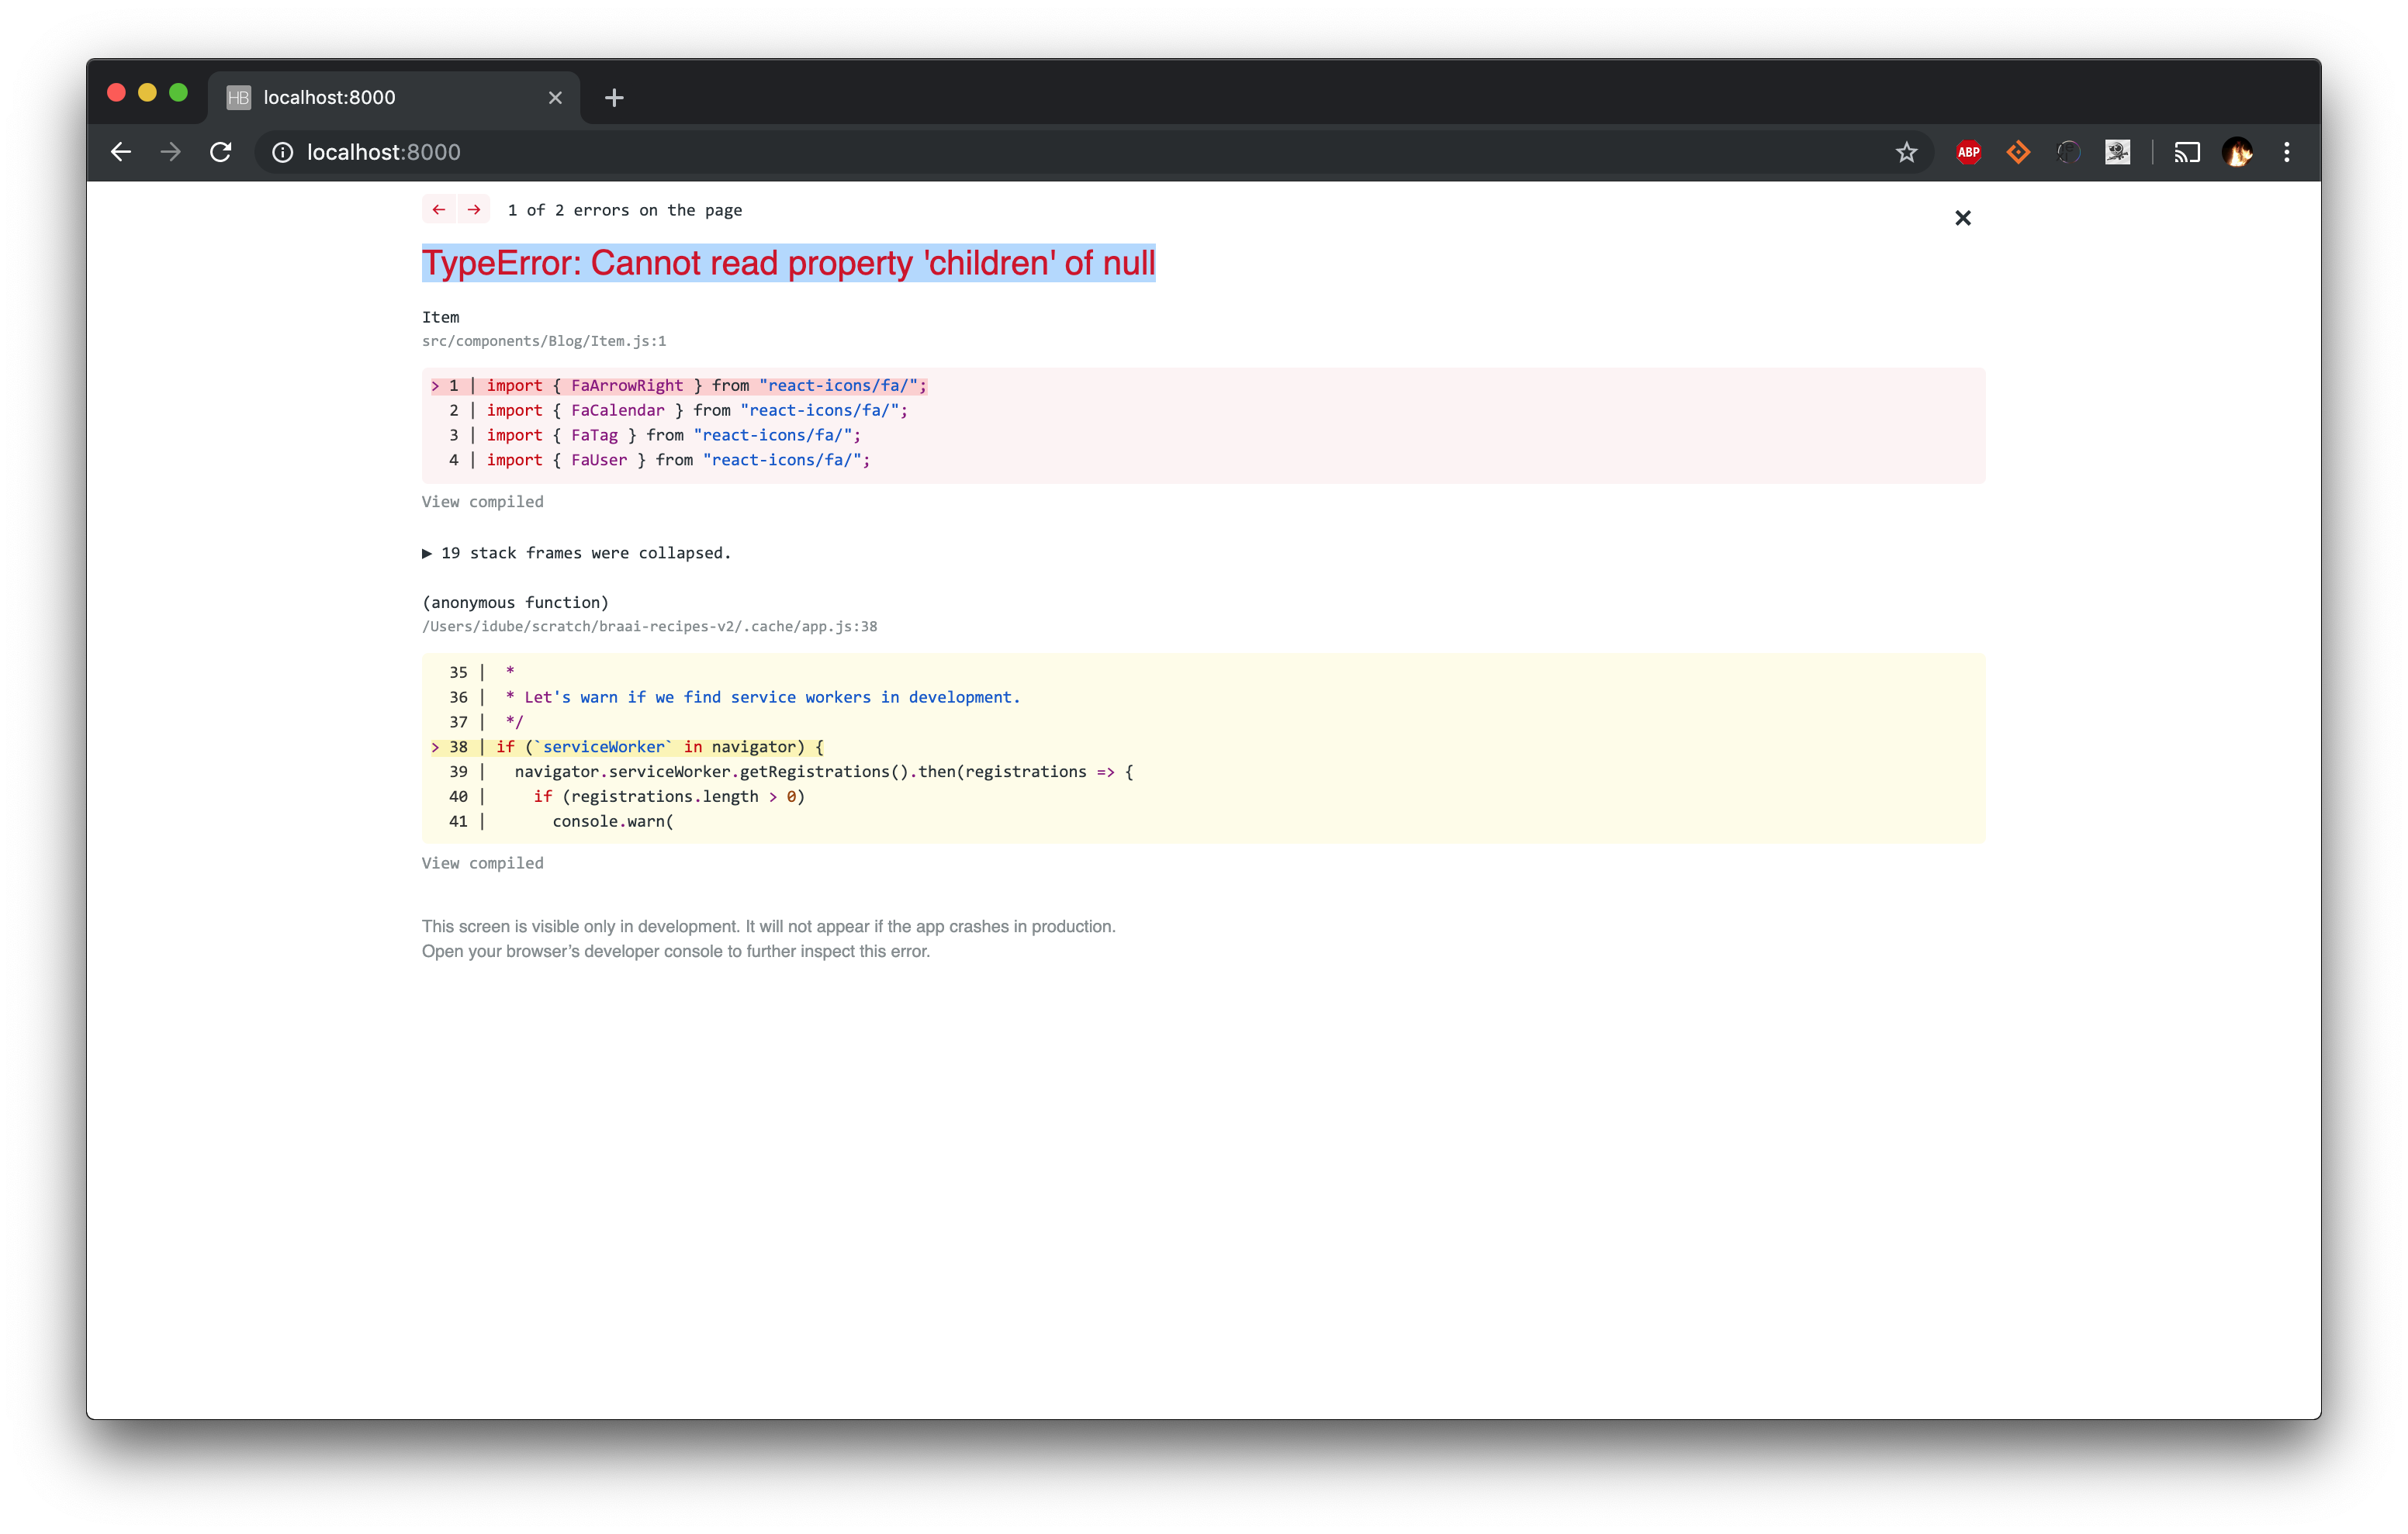 HB localhost:8000
localhost:8000
ABP
1 of 2 errors on the page
TypeError: Cannot read property 'children' of null
Item
src/components/Blog/Item.js:1
> 1 | import { FaArrowRight } from "react-icons/fa/";
2 | import { FaCalendar } from "react-icons/fa/";
3 | import { FaTag } from "react-icons/fa/";
4 | import { FaUser } from "react-icons/fa/";
View compiled
▶ 19 stack frames were collapsed.
(anonymous function)
/Users/idube/scratch/braai-recipes-v2/.cache/app.js:38
35 | *
36 | * Let's warn if we find service workers in development.
37 | */
> 38 | if (`serviceWorker` in navigator) {
39 | navigator.serviceWorker.getRegistrations().then(registrations => {
40 | if (registrations.length > 0)
41 | console.warn(
View compiled
This screen is visible only in development. It will not appear if the app crashes in production.
Open your browser’s developer console to further inspect this error.